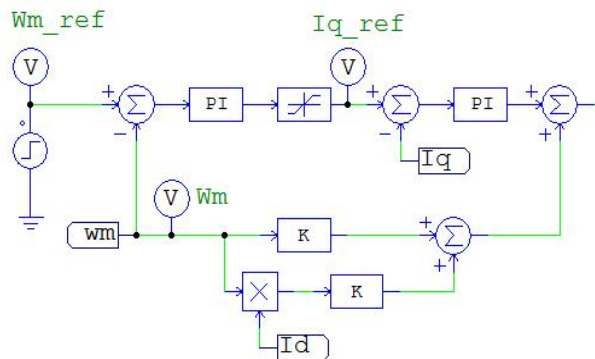 Wm_ref
Iq_ref
V
V
+
Σ
PI
+
Σ
PI
+
Σ
−
−
+
Iq
V
Wm
wm
K
+
Σ
+
×
K
Id